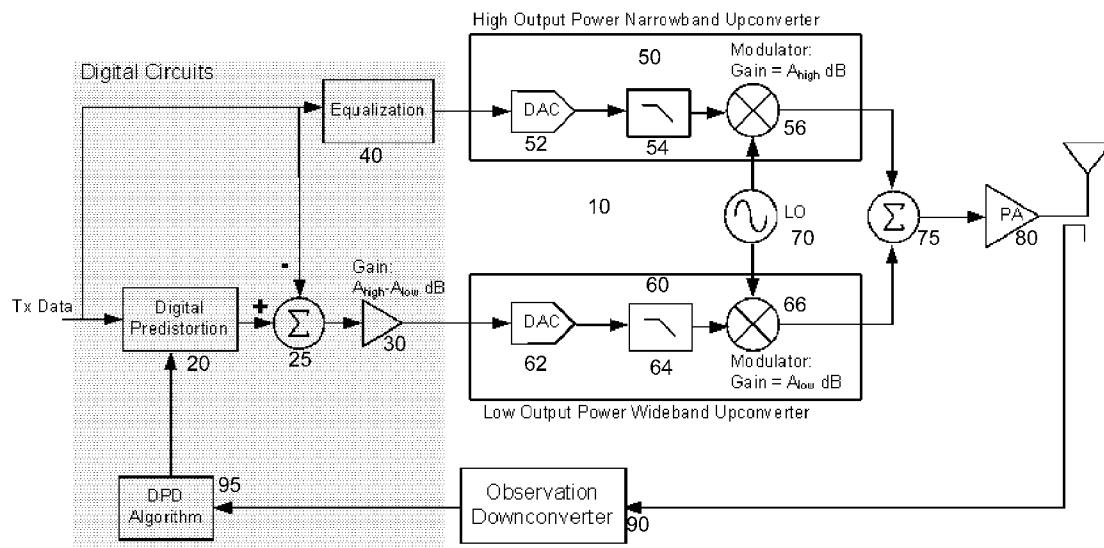 High Output Power Narrowband Upconverter
Digital Circuits
50
Modulator:
Gain = Ahigh dB
Equalization
DAC
40
52
54
56
10
LO
70
Σ
75
PA
80
-
Gain:
Ahigh-Alow dB
Tx Data
Digital
Predistortion
+
Σ
20
25
30
60
66
DAC
62
64
Modulator:
Gain = Alow dB
Low Output Power Wideband Upconverter
95
DPD
Algorithm
Observation
Downconverter
90